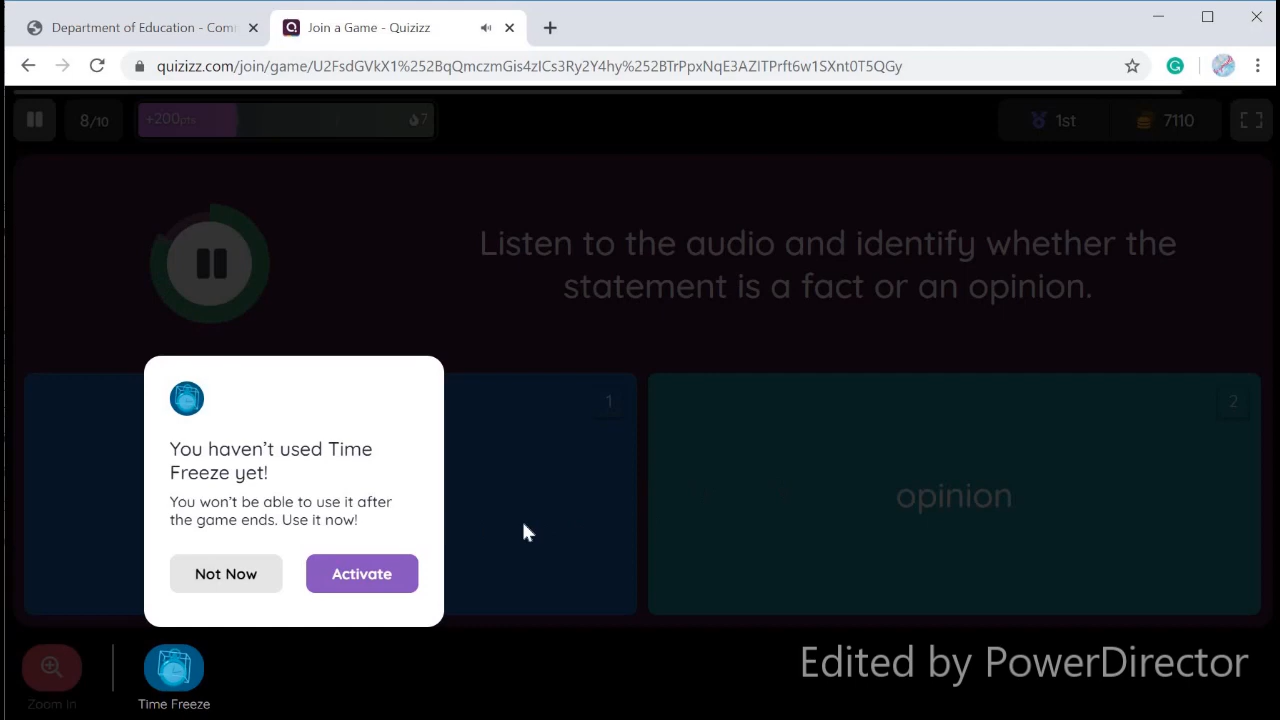 Department of Education - Com
Join a Game - Quizizz
quizizz.com/join/game/U2FsdGVkX1%252BqQmczmGis4zICs3Ry2Y4hy%252BTrPpxNqE3AZITPrft6w1SXnt0T5QGy
8/10
+200pts
7
1st
7110
Listen to the audio and identify whether the
statement is a fact or an opinion.
1
2
opinion
You haven't used Time
Freeze yet!
You won't be able to use it after
the game ends. Use it now!
Not Now
Activate
Zoom In
Time Freeze
Edited by PowerDirector